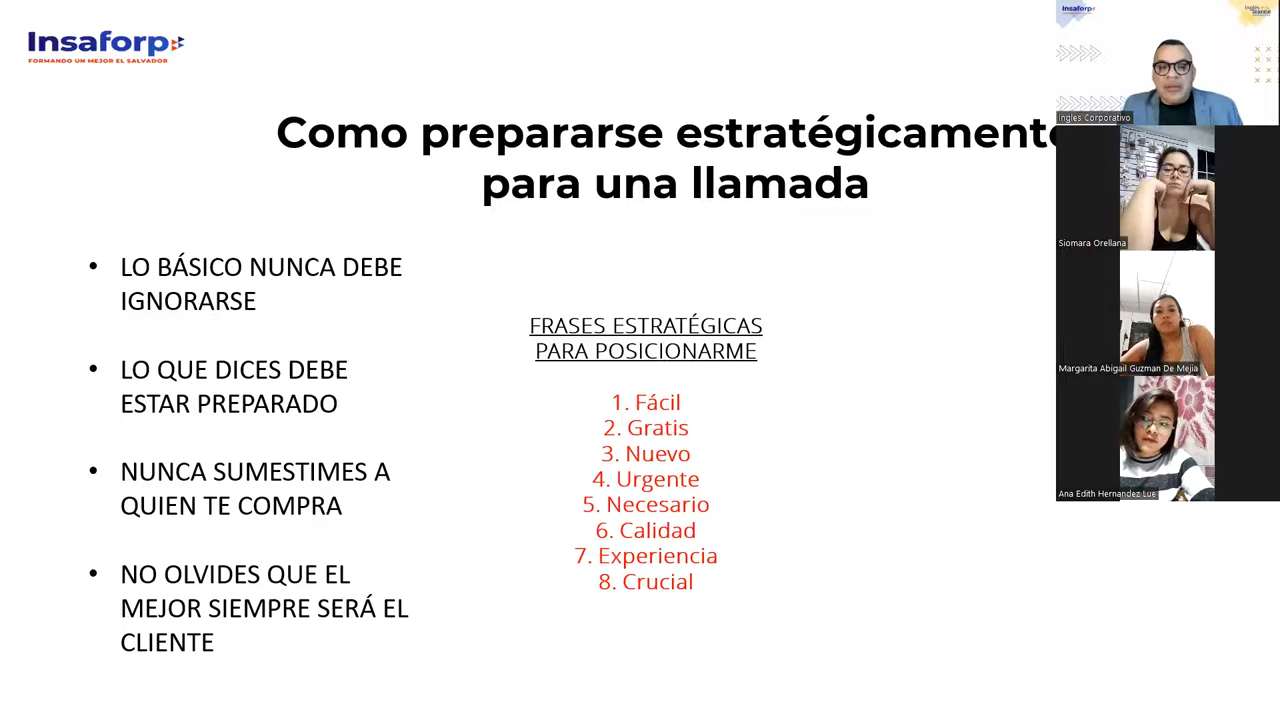 Insaforp
FORMANDO UN MEJOR EL SALVADOR
Como prepararse estratégicamente
para una llamada
• LO BÁSICO NUNCA DEBE
IGNORARSE
• LO QUE DICES DEBE
ESTAR PREPARADO
• NUNCA SUMESTIMES A
QUIEN TE COMPRA
• NO OLVIDES QUE EL
MEJOR SIEMPRE SERÁ EL
CLIENTE
FRASES ESTRATÉGICAS
PARA POSICIONARME
1. Fácil
2. Gratis
3. Nuevo
4. Urgente
5. Necesario
6. Calidad
7. Experiencia
8. Crucial
Insaforp
Ingles Corporativo
Siomara Orellana
Margarita Abigail Guzman De Mejia
Ana Edith Hernandez Lue